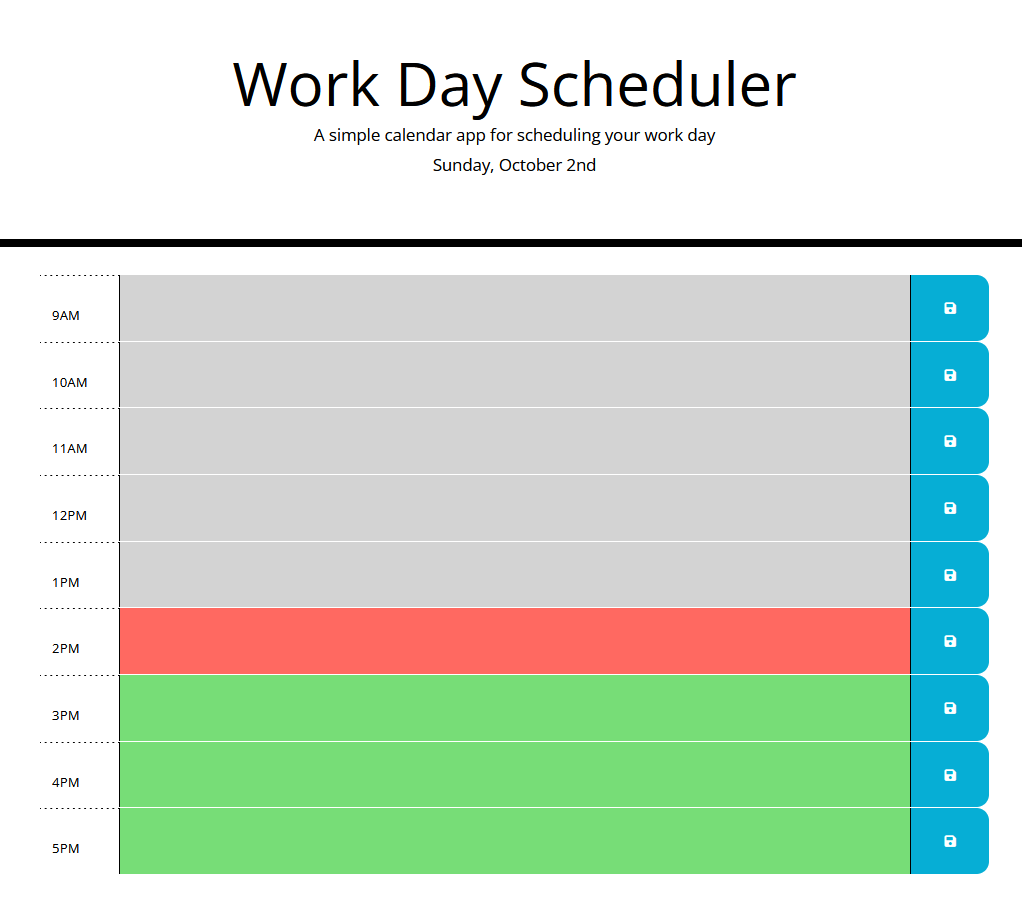 Work Day Scheduler
A simple calendar app for scheduling your work day
Sunday, October 2nd
9AM
10AM
11AM
12PM
1PM
2PM
3PM
4PM
5PM